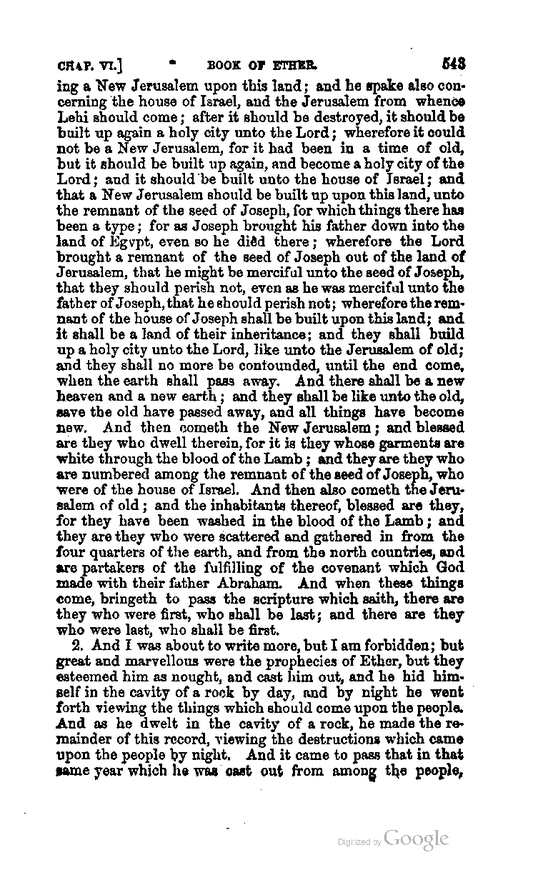 CHAP. VI.] BOOK OF ETHER. 543
ing a New Jerusalem upon this land; and he spake also con-
cerning the house of Israel, and the Jerusalem from whence
Lehi should come; after it should be destroyed, it should be
built up again a holy city unto the Lord; wherefore it could
not be a New Jerusalem, for it had been in a time of old,
but it should be built up again, and become a holy city of the
Lord; and it should be built unto the house of Israel; and
that a New Jerusalem should be built up upon this land, unto
the remnant of the seed of Joseph, for which things there has
been a type; for as Joseph brought his father down into the
land of Egypt, even so he died there; wherefore the Lord
brought a remnant of the seed of Joseph out of the land of
Jerusalem, that he might be merciful unto the seed of Joseph,
that they should perish not, even as he was merciful unto the
father of Joseph, that he should perish not; wherefore the rem-
nant of the house of Joseph shall be built upon this land; and
it shall be a land of their inheritance; and they shall build
up a holy city unto the Lord, like unto the Jerusalem of old;
and they shall no more be confounded, until the end come,
when the earth shall pass away. And there shall be a new
heaven and a new earth; and they shall be like unto the old,
save the old have passed away, and all things have become
new. And then cometh the New Jerusalem; and blessed
are they who dwell therein, for it is they whose garments are
white through the blood of the Lamb; and they are they who
are numbered among the remnant of the seed of Joseph, who
were of the house of Israel. And then also cometh the Jeru-
salem of old; and the inhabitants thereof, blessed are they,
for they have been washed in the blood of the Lamb; and
they are they who were scattered and gathered in from the
four quarters of the earth, and from the north countries, and
are partakers of the fulfilling of the covenant which God
made with their father Abraham. And when these things
come, bringeth to pass the scripture which saith, there are
they who were first, who shall be last; and there are they
who were last, who shall be first.
2. And I was about to write more, but I am forbidden; but
great and marvellous were the prophecies of Ether, but they
esteemed him as nought, and cast him out, and he hid him-
self in the cavity of a rock by day, and by night he went
forth viewing the things which should come upon the people.
And as he dwelt in the cavity of a rock, he made the re-
mainder of this record, viewing the destructions which came
upon the people by night. And it came to pass that in that
same year which he was cast out from among the people,
Digitized by Google